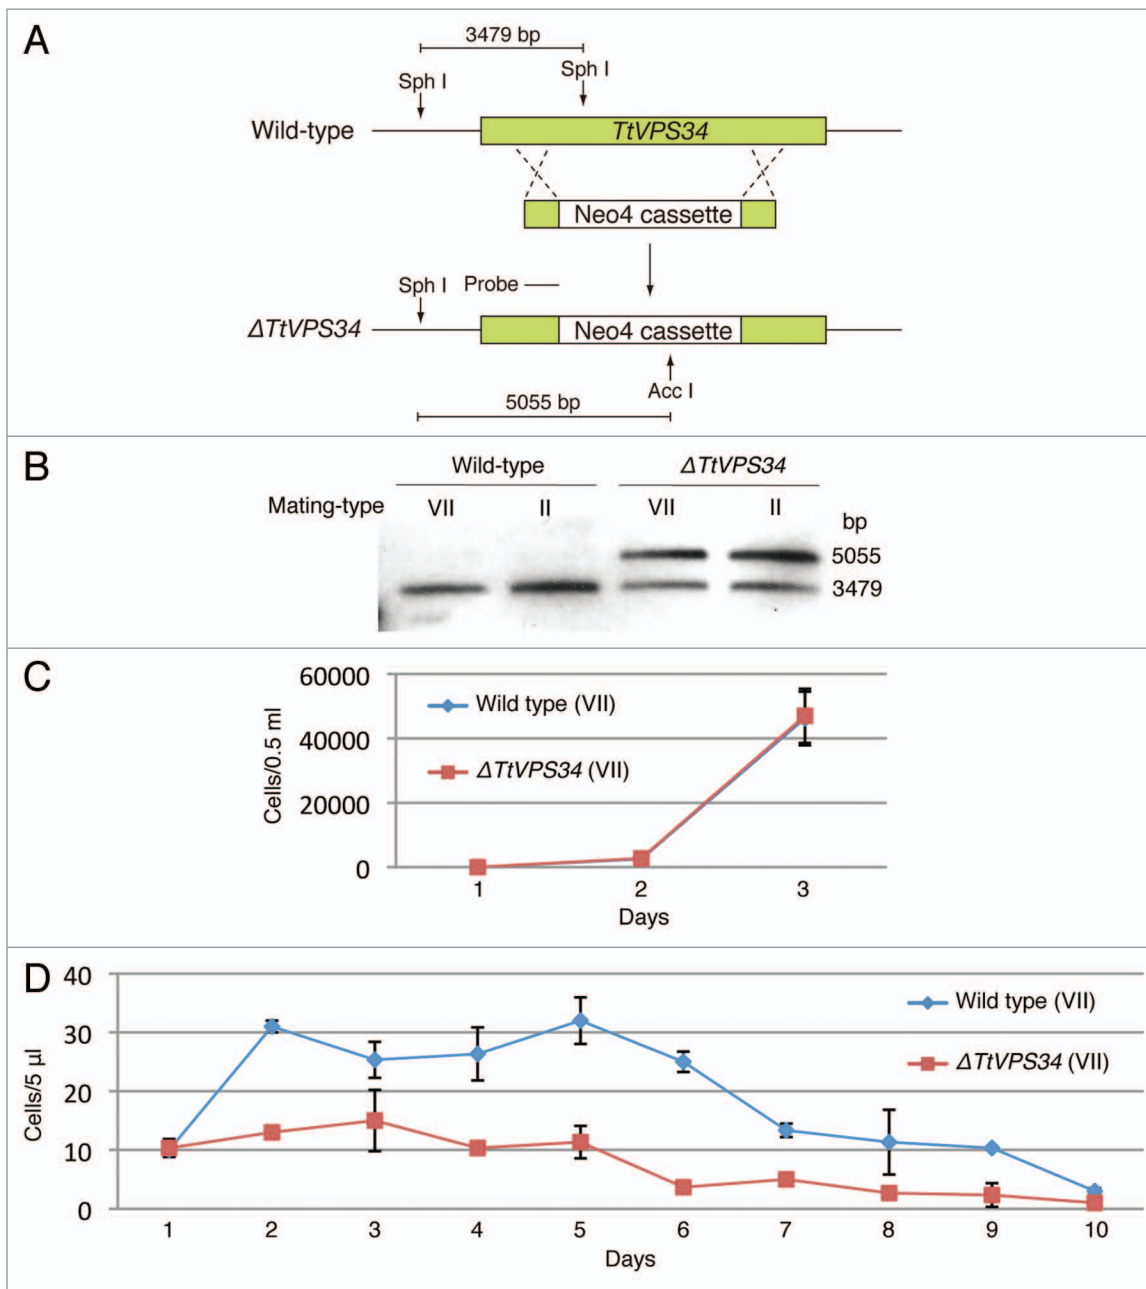 A
3479 bp
Sph I
Sph I
Wild-type
TtVPS34
Neo4 cassette
Sph I
Probe
ΔTtVPS34
Neo4 cassette
Acc I
5055 bp
B
Wild-type
ΔTtVPS34
Mating-type
VII
II
VII
II
bp
5055
3479
C
60000
40000
20000
0
Cells/0.5 ml
Wild type (VII)
ΔTtVPS34 (VII)
1
2
3
Days
D
40
30
20
10
0
Cells/5 µl
Wild type (VII)
ΔTtVPS34 (VII)
1
2
3
4
5
6
7
8
9
10
Days